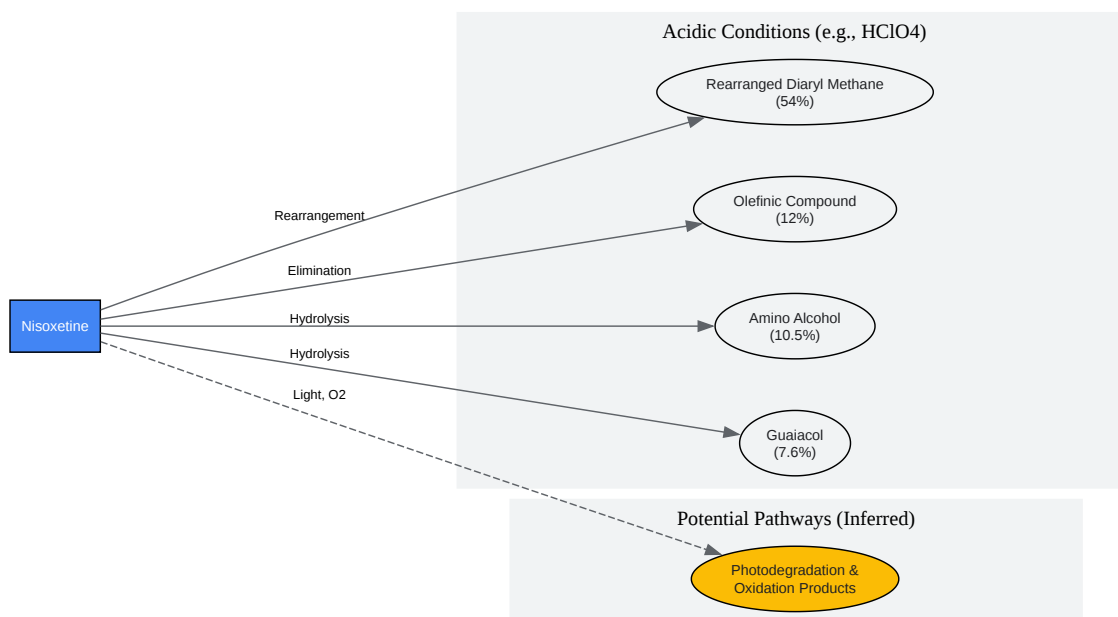 Acidic Conditions (e.g., HClO4)
Rearranged Diaryl Methane
(54%)
Olefinic Compound
(12%)
Rearrangement
Elimination
Nisoxetine
Hydrolysis
Amino Alcohol
(10.5%)
Hydrolysis
Light, O2
Guaiacol
(7.6%)
Potential Pathways (Inferred)
Photodegradation &
Oxidation Products